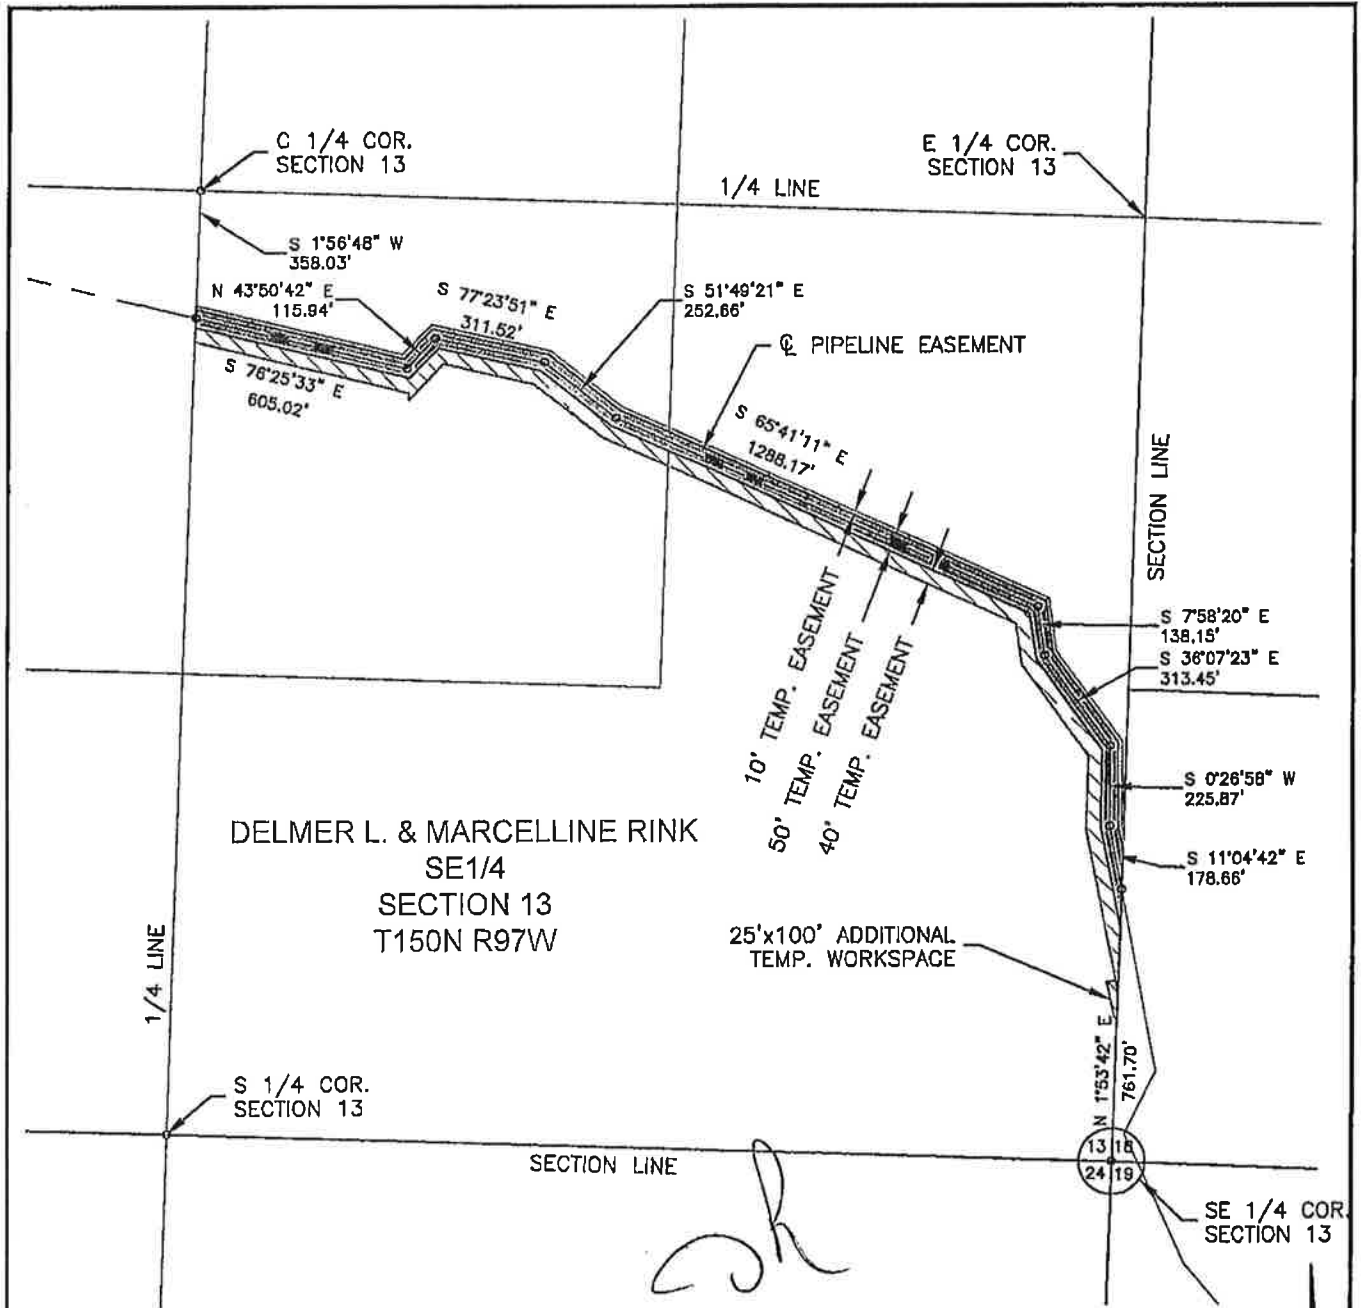 C 1/4 COR.
SECTION 13
E 1/4 COR.
SECTION 13
1/4 LINE
S 1°56'48" W
358.03'
N 43°50'42" E
115.94'
S 77°23'51" E
311.52'
S 51°49'21" E
252.66'
℄ PIPELINE EASEMENT
S 76°25'33" E
605.02'
S 65°41'11" E
1288.17'
SECTION LINE
10' TEMP. EASEMENT
50' TEMP. EASEMENT
40' TEMP. EASEMENT
S 7°58'20" E
138.15'
S 36°07'23" E
313.45'
S 0°26'58" W
225.87'
S 11°04'42" E
178.66'
DELMER L. & MARCELLINE RINK
SE1/4
SECTION 13
T150N R97W
25'x100' ADDITIONAL
TEMP. WORKSPACE
1/4 LINE
N 1°53'42" E
761.70'
S 1/4 COR.
SECTION 13
SECTION LINE
13 18
24 19
SE 1/4 COR.
SECTION 13